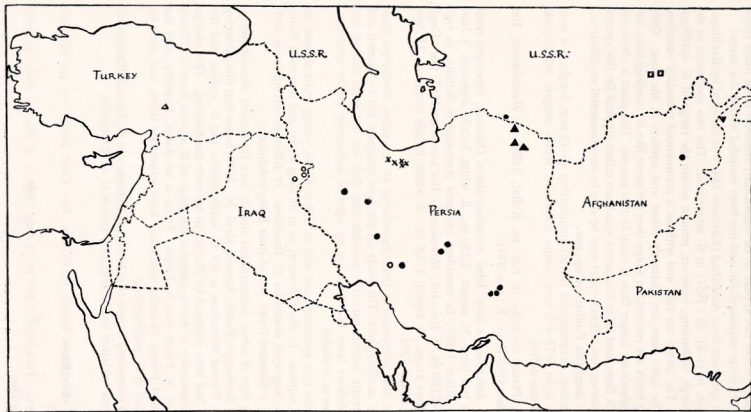 U.S.S.R.
U.S.S.R.
TURKEY
IRAQ
PERSIA
AFGHANISTAN
PAKISTAN